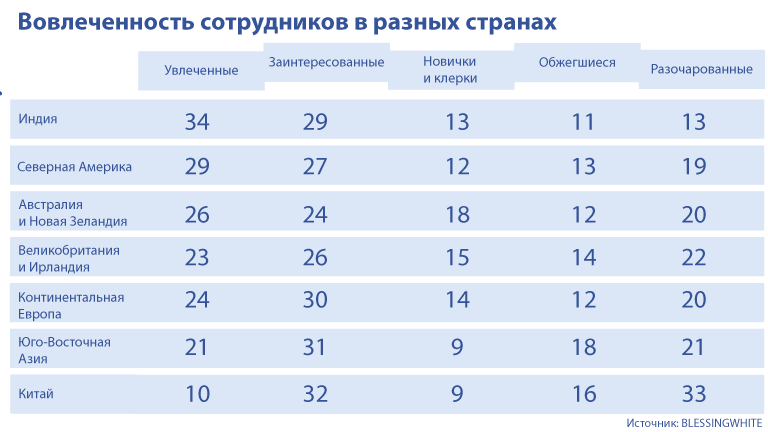 Вовлеченность сотрудников в разных странах
Увлеченные Заинтересованные Новички и клерки Обжегшиеся Разочарованные
Индия 34 29 13 11 13
Северная Америка 29 27 12 13 19
Австралия
и Новая Зеландия 26 24 18 12 20
Великобритания
и Ирландия 23 26 15 14 22
Континентальная
Европа 24 30 14 12 20
Юго-Восточная
Азия 21 31 9 18 21
Китай 10 32 9 16 33
Источник: BLESSINGWHITE